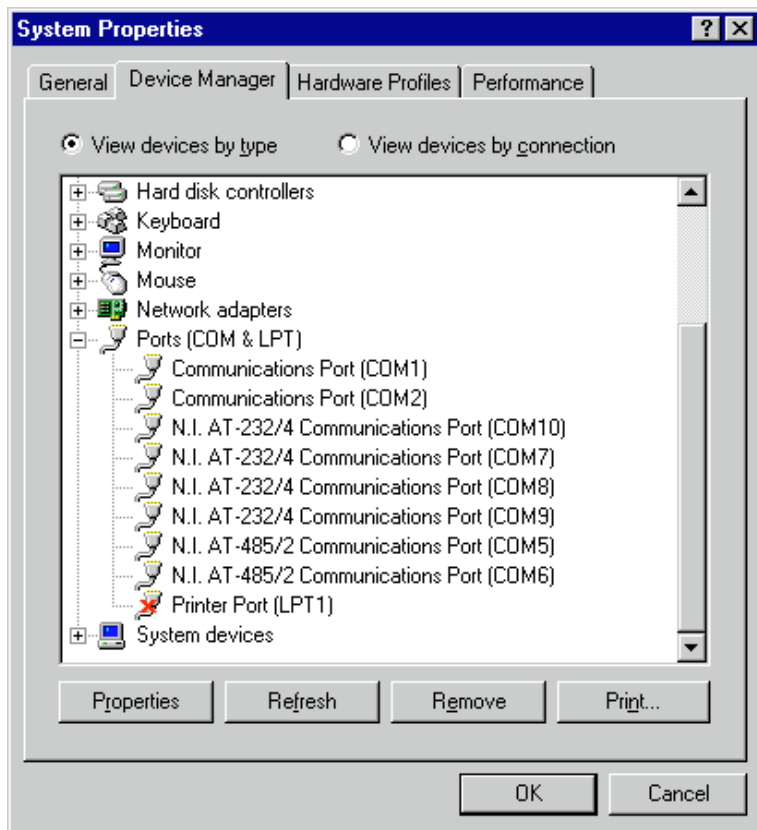 System Properties
General Device Manager Hardware Profiles Performance
View devices by type View devices by connection
Hard disk controllers
Keyboard
Monitor
Mouse
Network adapters
Ports (COM & LPT)
Communications Port (COM1)
Communications Port (COM2)
N.I. AT-232/4 Communications Port (COM10)
N.I. AT-232/4 Communications Port (COM7)
N.I. AT-232/4 Communications Port (COM8)
N.I. AT-232/4 Communications Port (COM9)
N.I. AT-485/2 Communications Port (COM5)
N.I. AT-485/2 Communications Port (COM6)
Printer Port (LPT1)
System devices
Properties Refresh Remove Print...
OK Cancel